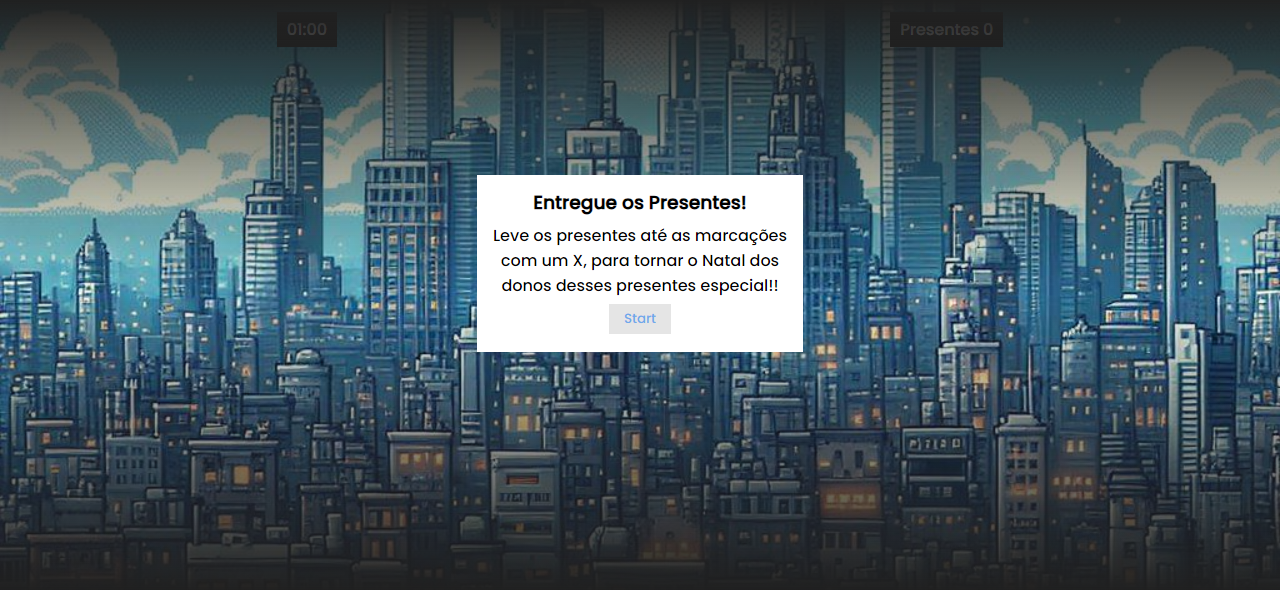 01:00
Presentes 0
Entregue os Presentes!
Leve os presentes até as marcações
com um X, para tornar o Natal dos
donos desses presentes especial!!
Start